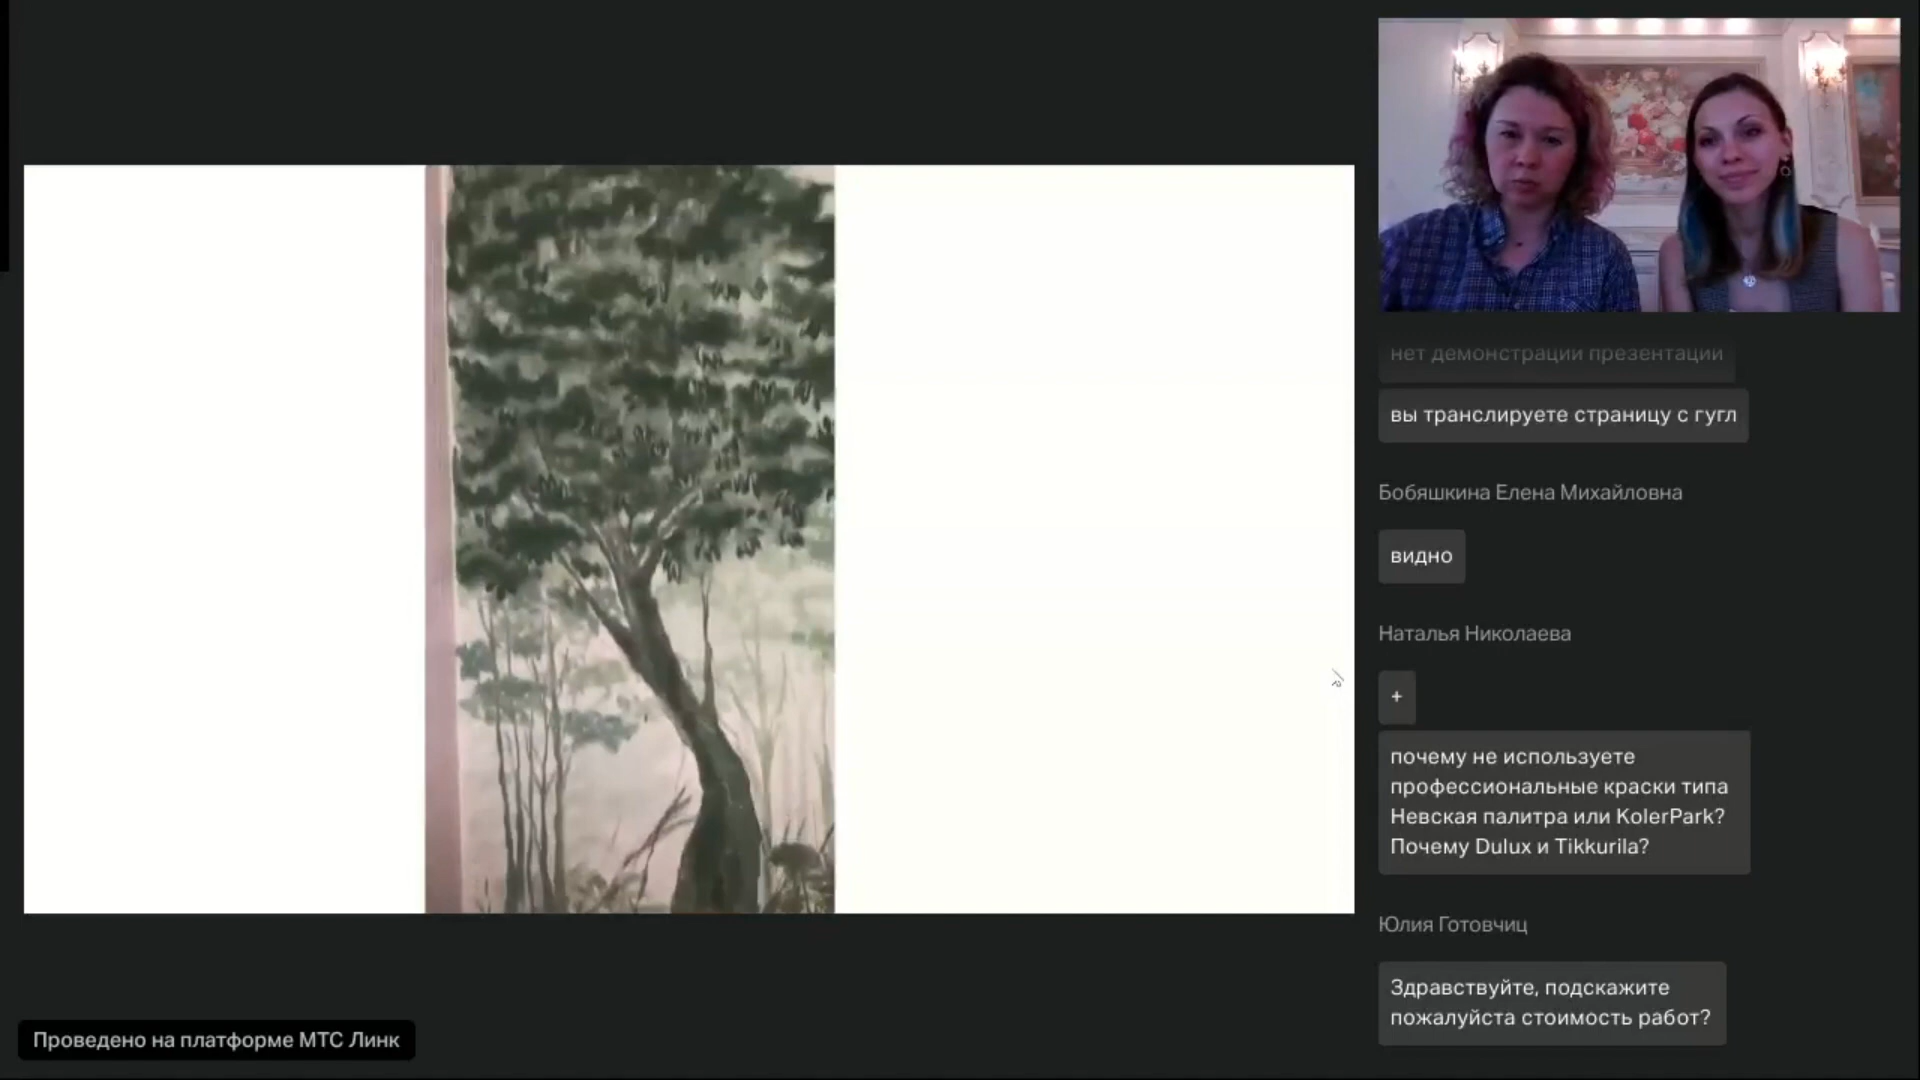 нет демонстрации презентации
вы транслируете страницу с гугл
Бобяшкина Елена Михайловна
видно
Наталья Николаева
+
почему не используете
профессиональные краски типа
Невская палитра или KolerPark?
Почему Dulux и Tikkurila?
Юлия Готовчиц
Здравствуйте, подскажите
пожалуйста стоимость работ?
Проведено на платформе МТС Линк